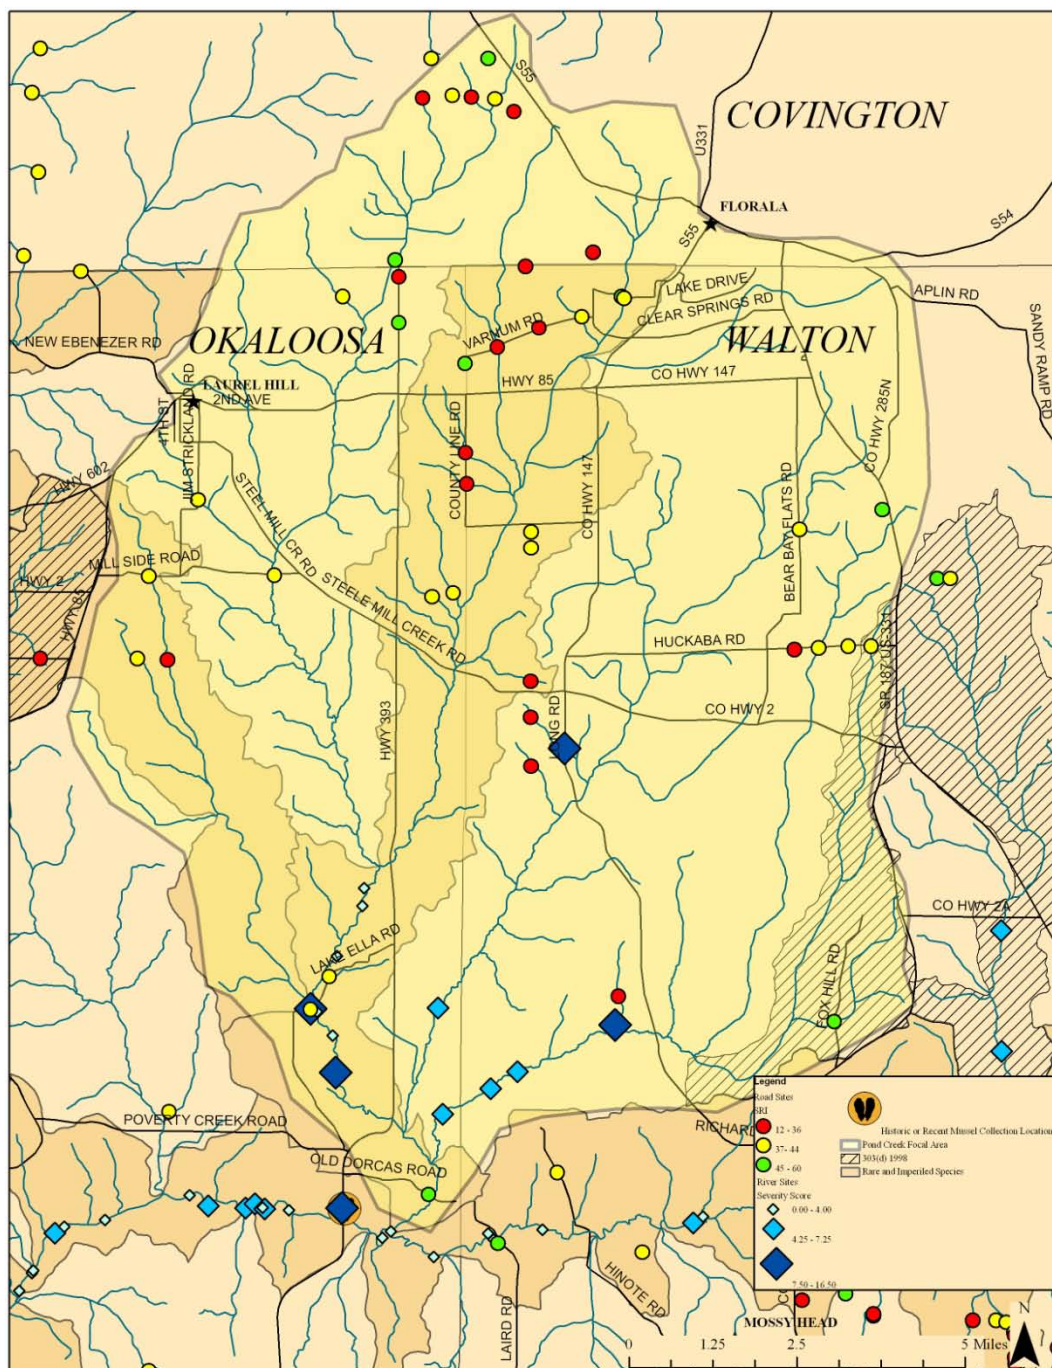 S55
COVINGTON
U331
FLORALA
S54
S55
LAKE DRIVE
APLIN RD
CLEAR SPRINGS RD
SANDY RAMP RD
VARNUM RD
OKALOOSA
WALTON
NEW EBENEZER RD
LAUREL HILL
2ND AVE
HWY 85
CO HWY 147
4TH ST
JIM STRICKLAND RD
COUNTY LINE RD
CO HWY 285N
HWY 602
CO HWY 147
BEAR BAY FLATS RD
STEEL MILL CR RD
MILL SIDE ROAD
HWY 2
HWY 85
STEELE MILL CREEK RD
HUCKABA RD
SR 187 U S 331
HWY 393
CO HWY 2
CO HWY 2A
LAKE ELLA RD
FOX HILL RD
POVERTY CREEK ROAD
RICHARD
OLD DORCAS ROAD
HINOTE RD
LAIRD RD
Legend
Road Sites
SRI
12 - 36
37- 44
45 - 60
River Sites
Severity Score
0.00 - 4.00
4.25 - 7.25
7.50 - 16.50
Historic or Recent Mussel Collection Location
Pond Creek Focal Area
303(d) 1998
Rare and Imperiled Species
MOSSY HEAD
N
0 1.25 2.5 5 Miles